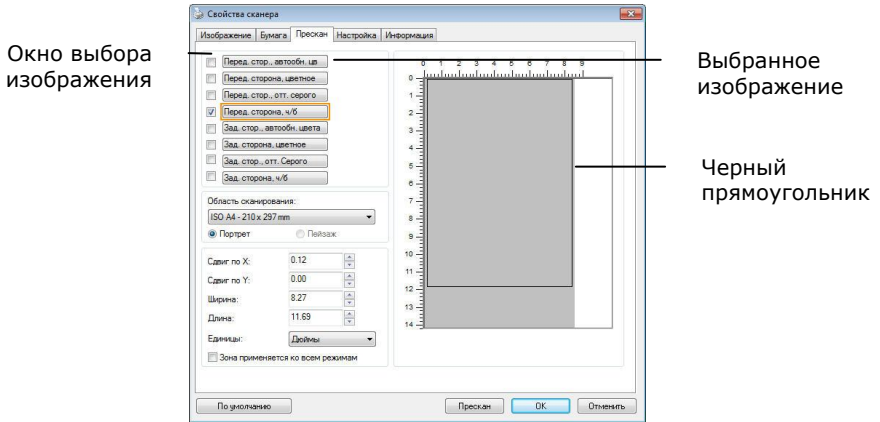 Свойства сканера
Изображение Бумага Прескан Настройка Информация
Окно выбора
изображения
Перед. стор., автообн. цв
Перед. сторона, цветное
Перед. стор., отт. серого
Перед. сторона, ч/б
Зад. стор., автообн. цвета
Зад. сторона, цветное
Зад. стор., отт. Серого
Зад. сторона, ч/б
Область сканирования:
ISO A4 - 210 x 297 mm
Портрет Пейзаж
Сдвиг по X: 0.12
Сдвиг по Y: 0.00
Ширина: 8.27
Длина: 11.69
Единицы: Дюймы
Зона применяется ко всем режимам
0 1 2 3 4 5 6 7 8 9
0
1
2
3
4
5
6
7
8
9
10
11
12
13
14
Выбранное
изображение
Черный
прямоугольник
По умолчанию Прескан OK Отменить